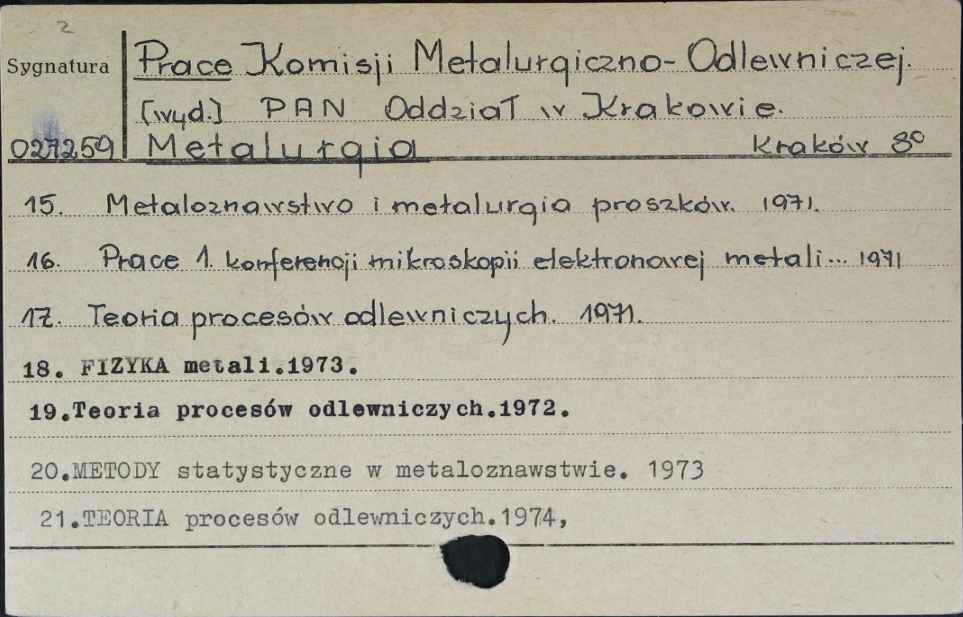 2
Sygnatura
Prace Komisji Metalurgiczno-Odlewniczej.
[wyd.] PAN Oddział w Krakowie.
027259 Metalurgia Kraków 8°
15. Metaloznawstwo i metalurgia proszków. 1971.
16. Prace 1. konferencji mikroskopii elektronowej metali... 1971
17. Teoria procesów odlewniczych. 1971.
18. FIZYKA metali.1973.
19.Teoria procesów odlewniczych.1972.
20.METODY statystyczne w metaloznawstwie. 1973
21.TEORIA procesów odlewniczych.1974,